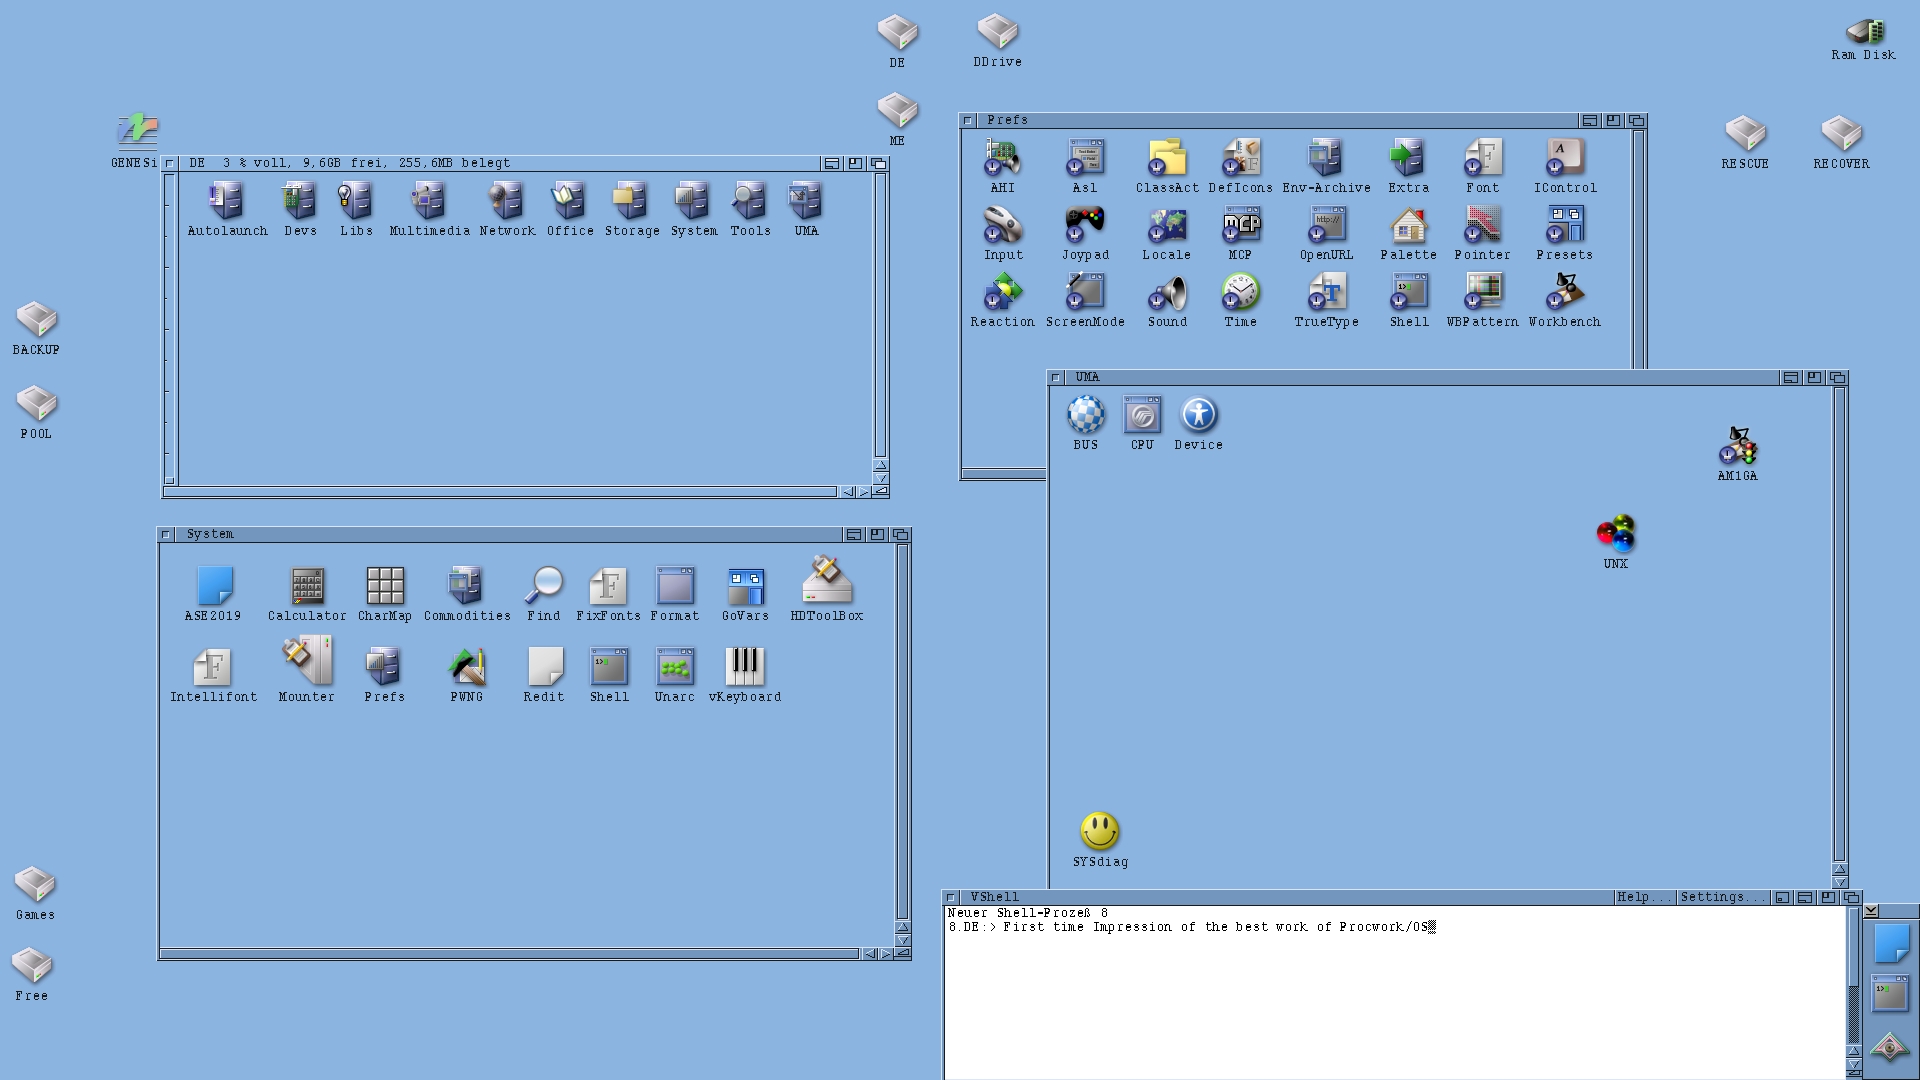 DE
DDrive
Ram Disk
ME
GENESi
RESCUE
RECOVER
BACKUP
POOL
Games
Free
DE 3 % voll, 9,6GB frei, 255,6MB belegt
Autolaunch Devs Libs Multimedia Network Office Storage System Tools UMA
Prefs
AHI Asl ClassAct DefIcons Env-Archive Extra Font IControl
Input Joypad Locale MCP OpenURL Palette Pointer Presets
Reaction ScreenMode Sound Time TrueType Shell WBPattern Workbench
System
ASE2019 Calculator CharMap Commodities Find FixFonts Format GoVars HDToolBox
Intellifont Mounter Prefs PWNG Redit Shell Unarc vKeyboard
UMA
BUS CPU Device
AM1GA
UNX
SYSdiag
VShell Help... Settings...
Neuer Shell-Prozeß 8
8.DE:> First time Impression of the best work of Procwork/OS